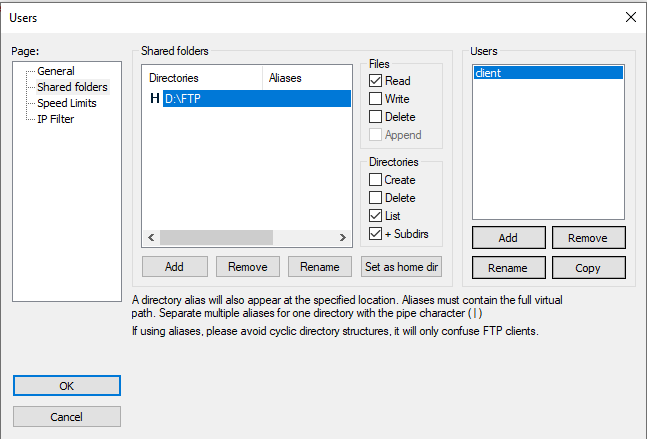 Users
Page:
General
Shared folders
Speed Limits
IP Filter
Shared folders
Directories Aliases
H D:\FTP
Add Remove Rename Set as home dir
Files
Read
Write
Delete
Append
Directories
Create
Delete
List
+ Subdirs
Users
client
Add Remove
Rename Copy
A directory alias will also appear at the specified location. Aliases must contain the full virtual
path. Separate multiple aliases for one directory with the pipe character (|)
If using aliases, please avoid cyclic directory structures, it will only confuse FTP clients.
OK
Cancel